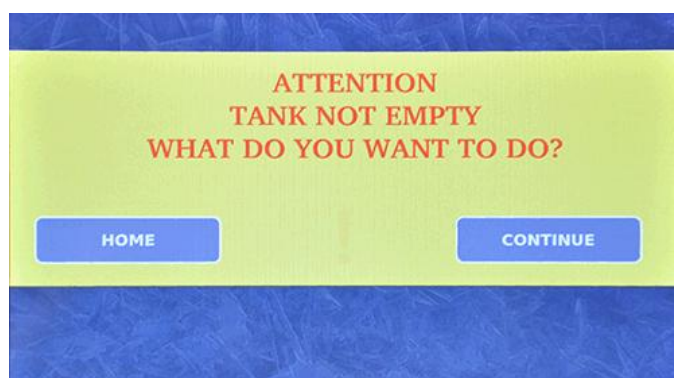 ATTENTION
TANK NOT EMPTY
WHAT DO YOU WANT TO DO?
HOME
CONTINUE